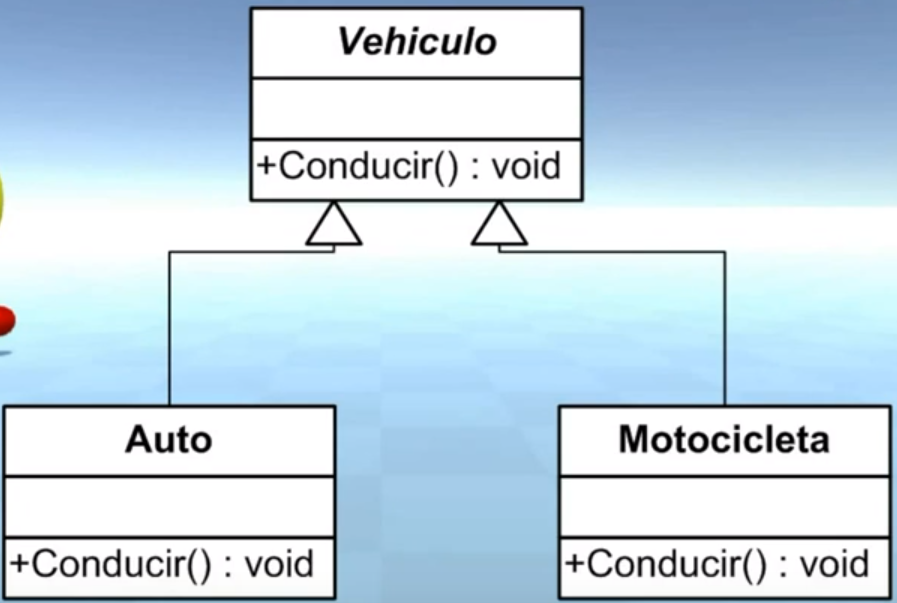 Vehiculo
+Conducir() : void
Auto
+Conducir() : void
Motocicleta
+Conducir() : void